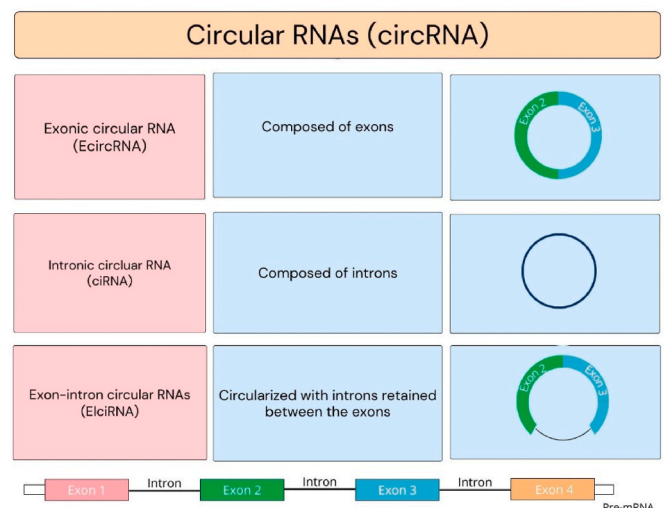 Circular RNAs (circRNA)
Exonic circular RNA
(EcircRNA)
Composed of exons
Exon 2
Exon 3
Intronic circluar RNA
(ciRNA)
Composed of introns
Exon-intron circular RNAs
(ElciRNA)
Circularized with introns retained
between the exons
Exon 2
Exon 3
Exon 1
Intron
Exon 2
Intron
Exon 3
Intron
Exon 4
Pre-mRNA